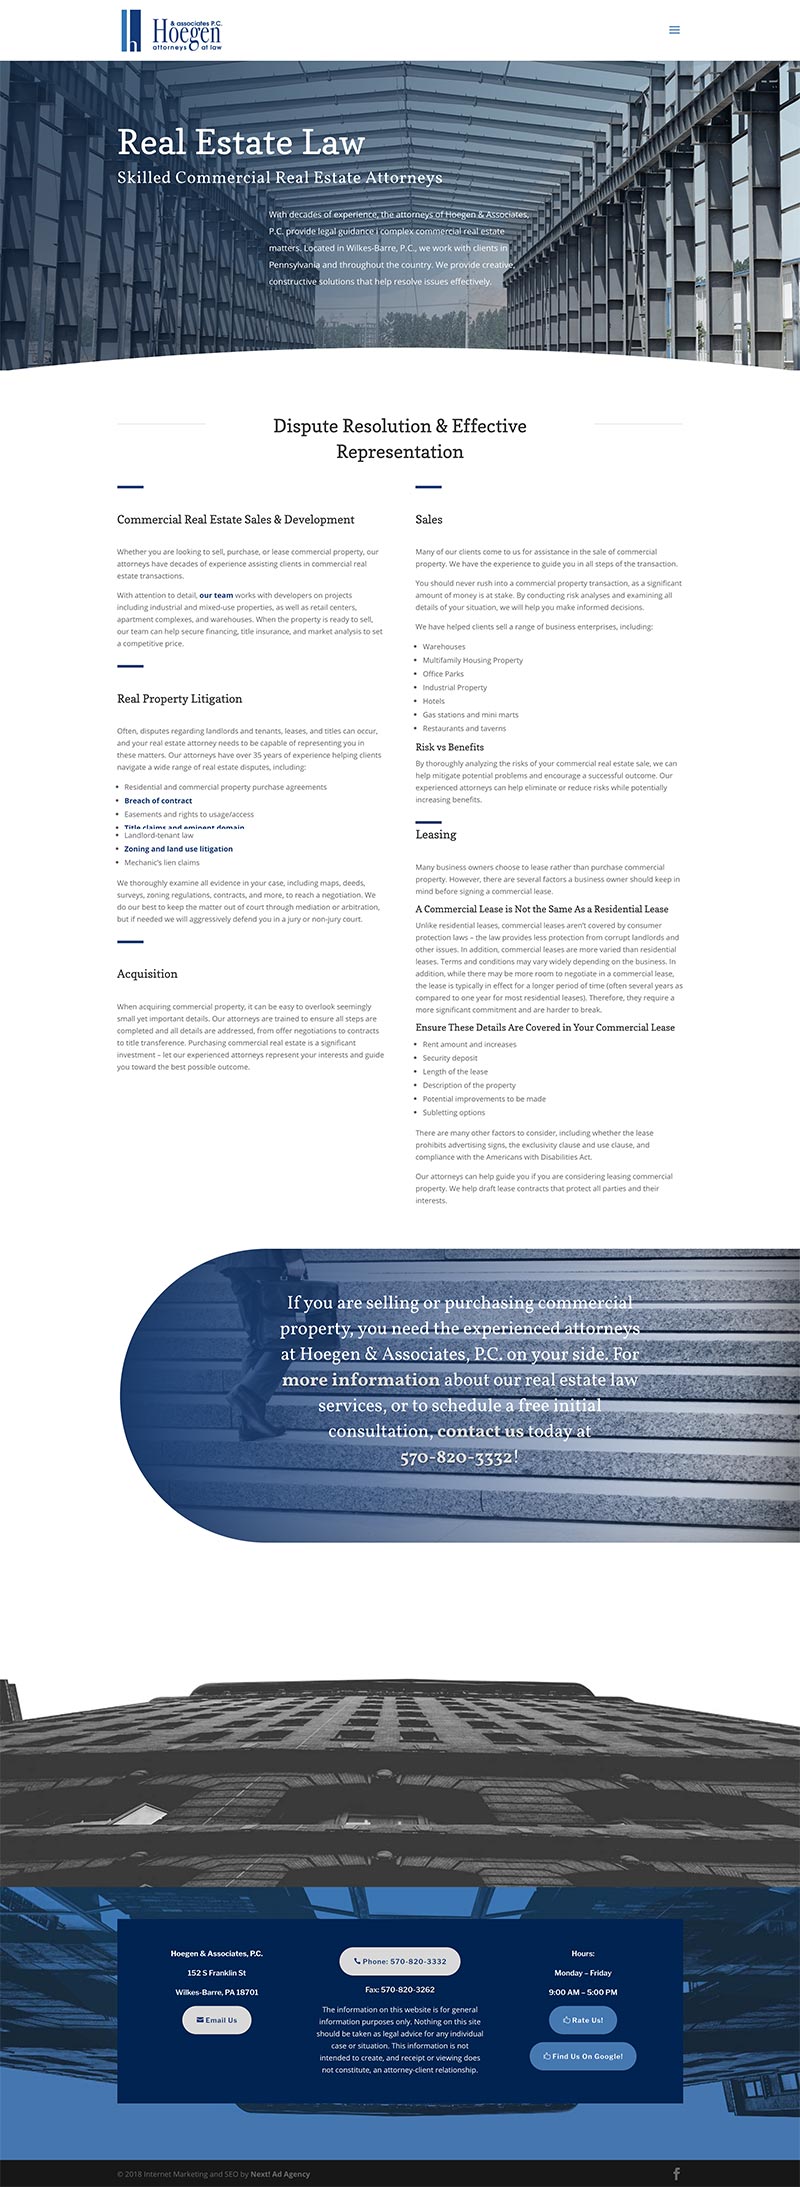 & associates P.C.
Hoegen
attorneys at law
Real Estate Law
Skilled Commercial Real Estate Attorneys
With decades of experience, the attorneys of Hoegen & Associates,
P.C. provide legal guidance i complex commercial real estate
matters. Located in Wilkes-Barre, P.C., we work with clients in
Pennsylvania and throughout the country. We provide creative,
constructive solutions that help resolve issues effectively.
Dispute Resolution & Effective
Representation
Commercial Real Estate Sales & Development
Whether you are looking to sell, purchase, or lease commercial property, our
attorneys have decades of experience assisting clients in commercial real
estate transactions.
With attention to detail, our team works with developers on projects
including industrial and mixed-use properties, as well as retail centers,
apartment complexes, and warehouses. When the property is ready to sell,
our team can help secure financing, title insurance, and market analysis to set
a competitive price.
Real Property Litigation
Often, disputes regarding landlords and tenants, leases, and titles can occur,
and your real estate attorney needs to be capable of representing you in
these matters. Our attorneys have over 35 years of experience helping clients
navigate a wide range of real estate disputes, including:
• Residential and commercial property purchase agreements
• Breach of contract
• Easements and rights to usage/access
• Title claims and eminent domain
• Landlord-tenant law
• Zoning and land use litigation
• Mechanic's lien claims
We thoroughly examine all evidence in your case, including maps, deeds,
surveys, zoning regulations, contracts, and more, to reach a negotiation. We
do our best to keep the matter out of court through mediation or arbitration,
but if needed we will aggressively defend you in a jury or non-jury court.
Acquisition
When acquiring commercial property, it can be easy to overlook seemingly
small yet important details. Our attorneys are trained to ensure all steps are
completed and all details are addressed, from offer negotiations to contracts
to title transference. Purchasing commercial real estate is a significant
investment – let our experienced attorneys represent your interests and guide
you toward the best possible outcome.
Sales
Many of our clients come to us for assistance in the sale of commercial
property. We have the experience to guide you in all steps of the transaction.
You should never rush into a commercial property transaction, as a significant
amount of money is at stake. By conducting risk analyses and examining all
details of your situation, we will help you make informed decisions.
We have helped clients sell a range of business enterprises, including:
• Warehouses
• Multifamily Housing Property
• Office Parks
• Industrial Property
• Hotels
• Gas stations and mini marts
• Restaurants and taverns
Risk vs Benefits
By thoroughly analyzing the risks of your commercial real estate sale, we can
help mitigate potential problems and encourage a successful outcome. Our
experienced attorneys can help eliminate or reduce risks while potentially
increasing benefits.
Leasing
Many business owners choose to lease rather than purchase commercial
property. However, there are several factors a business owner should keep in
mind before signing a commercial lease.
A Commercial Lease is Not the Same As a Residential Lease
Unlike residential leases, commercial leases aren't covered by consumer
protection laws – the law provides less protection from corrupt landlords and
other issues. In addition, commercial leases are more varied than residential
leases. Terms and conditions may vary widely depending on the business. In
addition, while there may be more room to negotiate in a commercial lease,
the lease is typically in effect for a longer period of time (often several years as
compared to one year for most residential leases). Therefore, they require a
more significant commitment and are harder to break.
Ensure These Details Are Covered in Your Commercial Lease
• Rent amount and increases
• Security deposit
• Length of the lease
• Description of the property
• Potential improvements to be made
• Subletting options
There are many other factors to consider, including whether the lease
prohibits advertising signs, the exclusivity clause and use clause, and
compliance with the Americans with Disabilities Act.
Our attorneys can help guide you if you are considering leasing commercial
property. We help draft lease contracts that protect all parties and their
interests.
If you are selling or purchasing commercial
property, you need the experienced attorneys
at Hoegen & Associates, P.C. on your side. For
more information about our real estate law
services, or to schedule a free initial
consultation, contact us today at
570-820-3332!
Hoegen & Associates, P.C.
152 S Franklin St
Wilkes-Barre, PA 18701
Email Us
Phone: 570-820-3332
Fax: 570-820-3262
The information on this website is for general
information purposes only. Nothing on this site
should be taken as legal advice for any individual
case or situation. This information is not
intended to create, and receipt or viewing does
not constitute, an attorney-client relationship.
Hours:
Monday – Friday
9:00 AM – 5:00 PM
Rate Us!
Find Us On Google!
© 2018 Internet Marketing and SEO by Next! Ad Agency